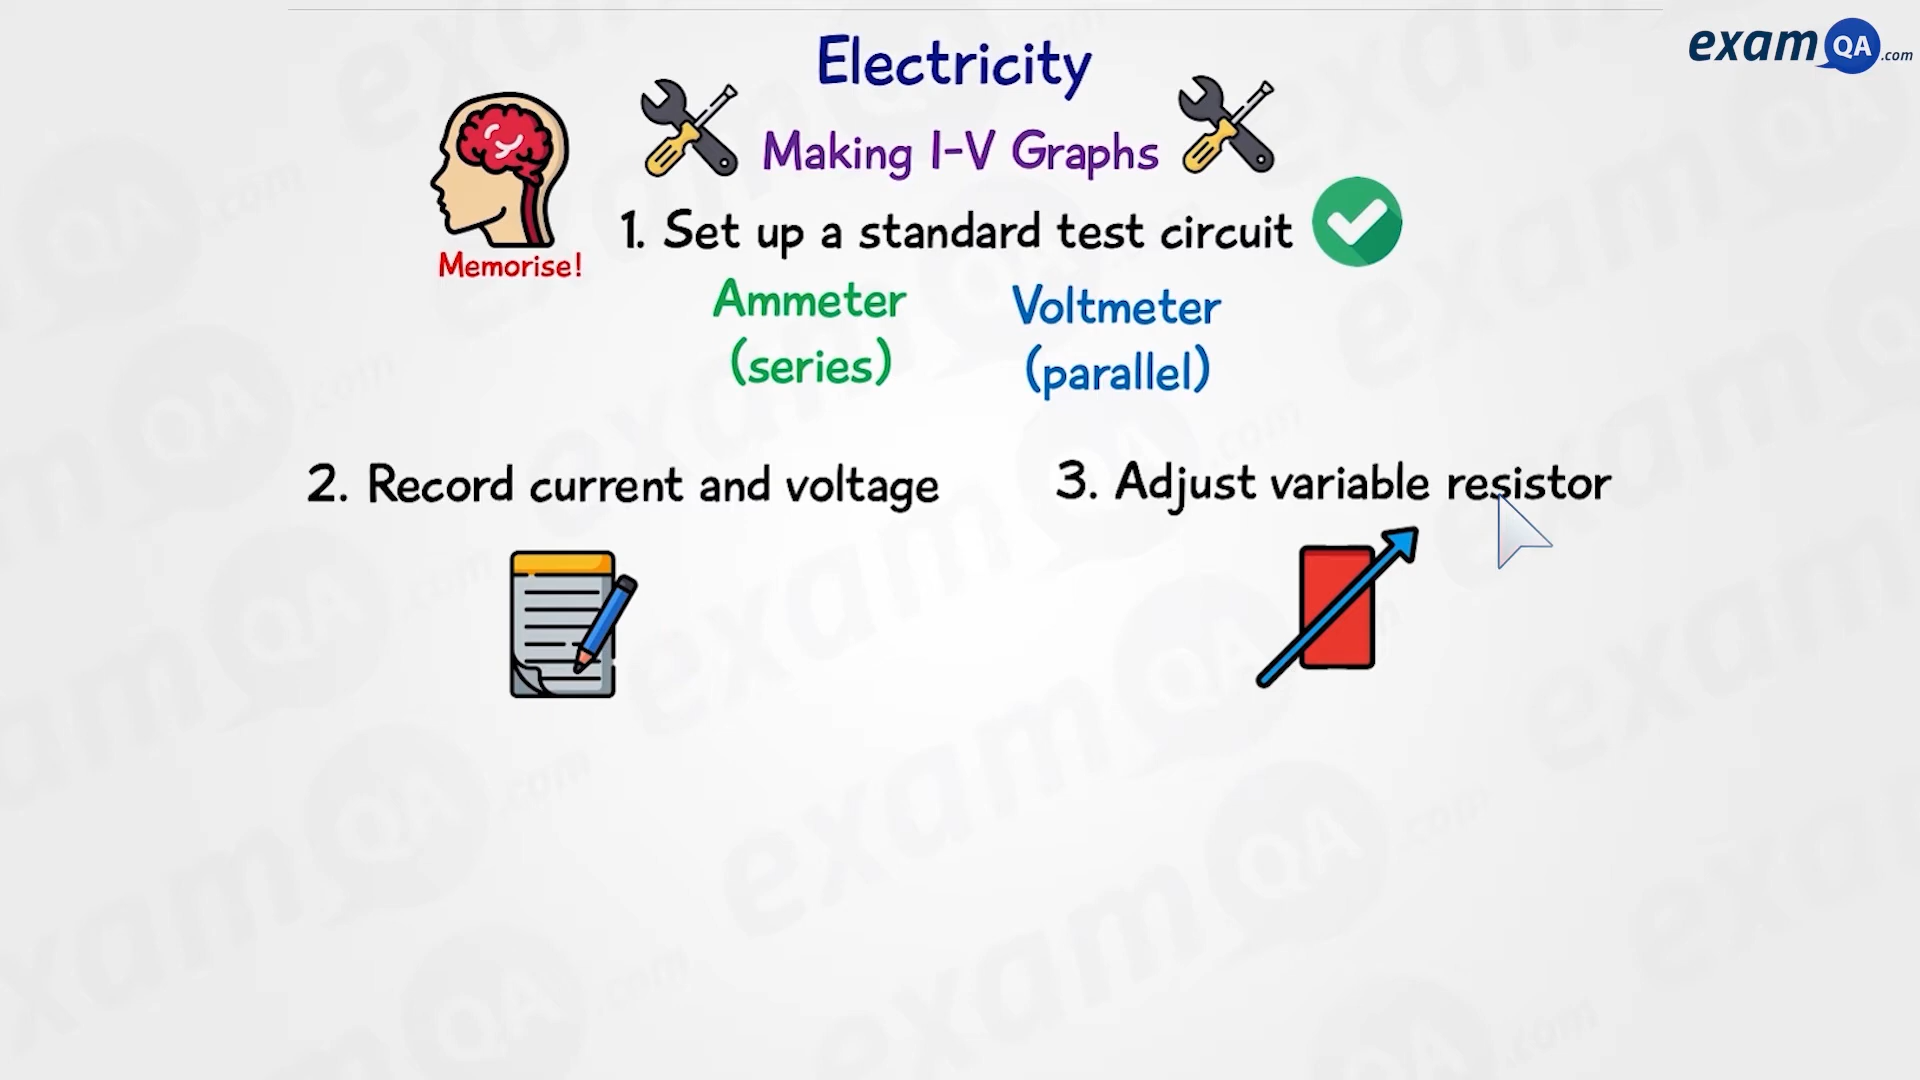 examQA.com
Electricity
Making I-V Graphs
Memorise!
1. Set up a standard test circuit
Ammeter
(series)
Voltmeter
(parallel)
2. Record current and voltage
3. Adjust variable resistor